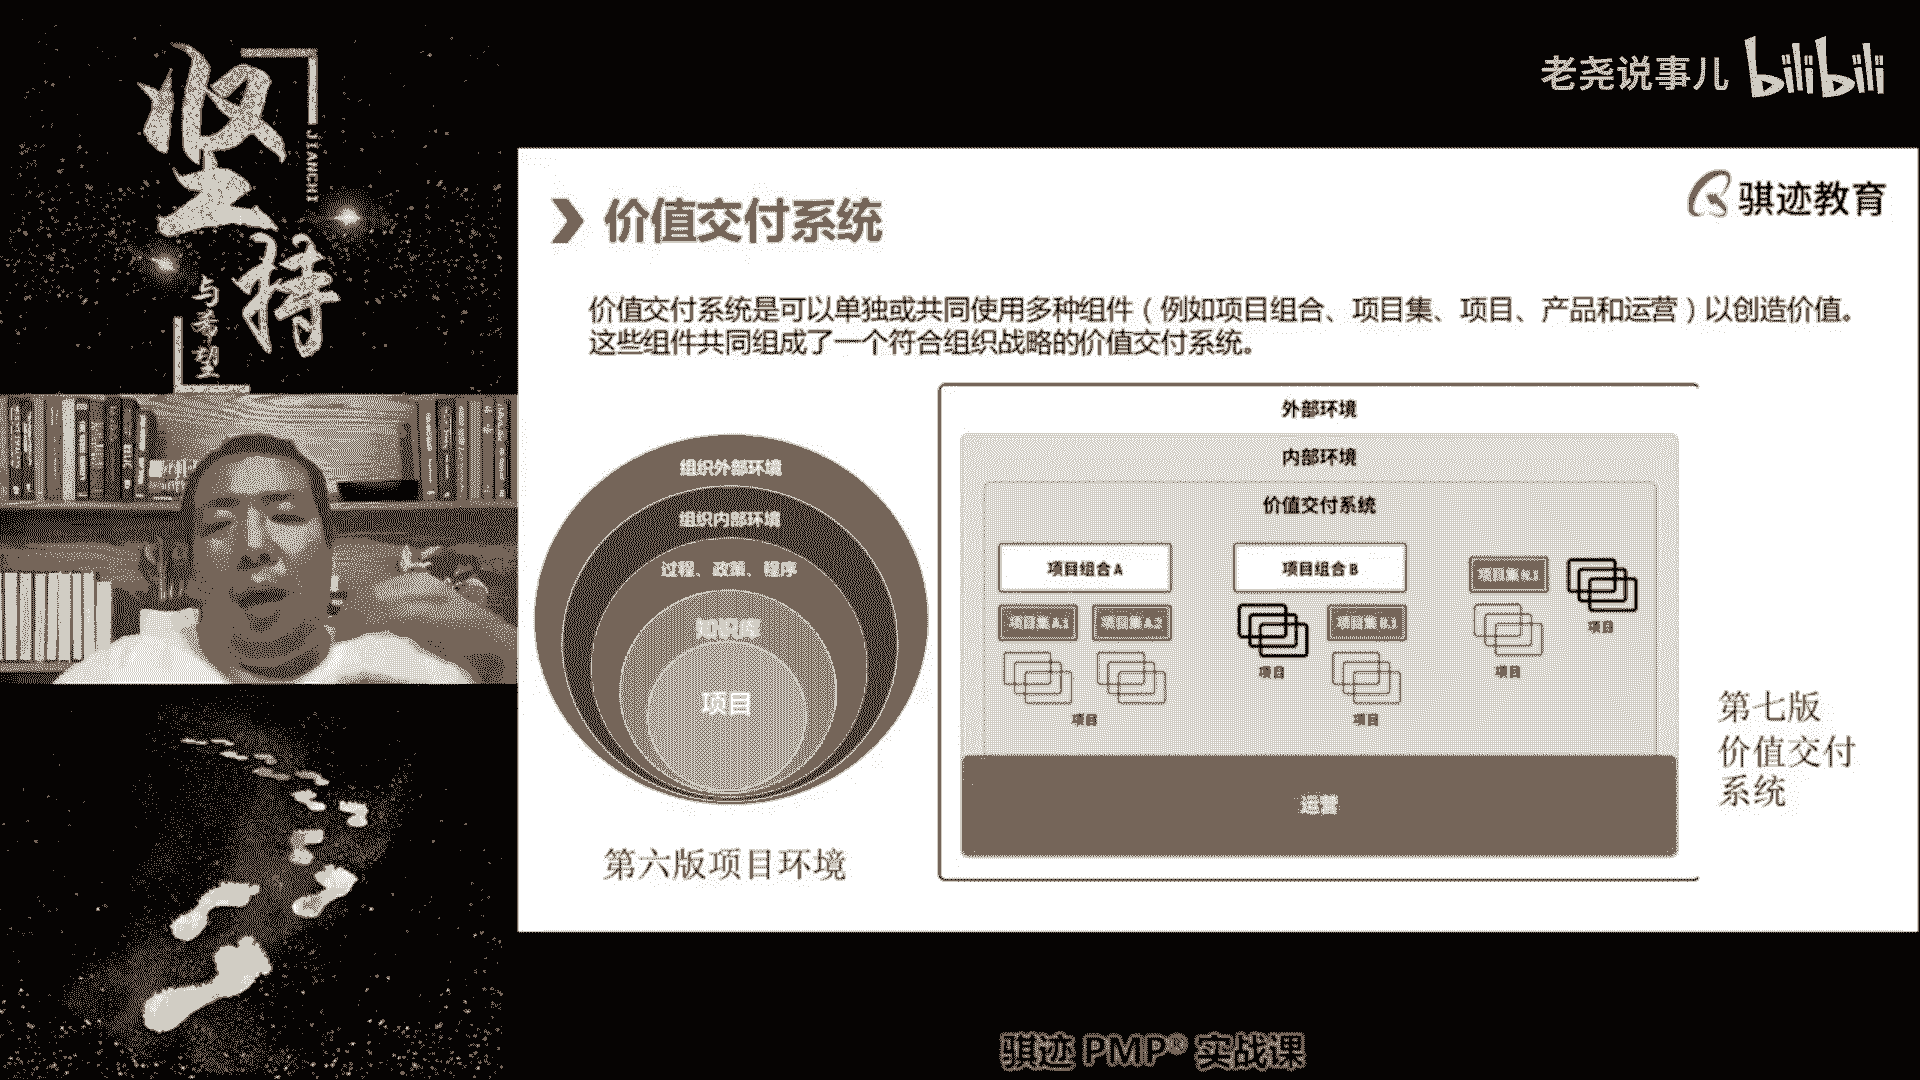 坚持
JIANCHI
与希望
老尧说事儿 bilibili
骐迹教育
价值交付系统
价值交付系统是可以单独或共同使用多种组件（例如项目组合、项目集、项目、产品和运营）以创造价值。
这些组件共同组成了一个符合组织战略的价值交付系统。
组织外部环境
组织内部环境
过程、政策、程序
知识库
项目
第六版项目环境
外部环境
内部环境
价值交付系统
项目组合 A
项目组合 B
项目集 N.1
项目集 A.1
项目集 A.2
项目集 B.1
项目
项目
项目
项目
项目
运营
第七版
价值交付
系统
骐迹 PMP® 实战课